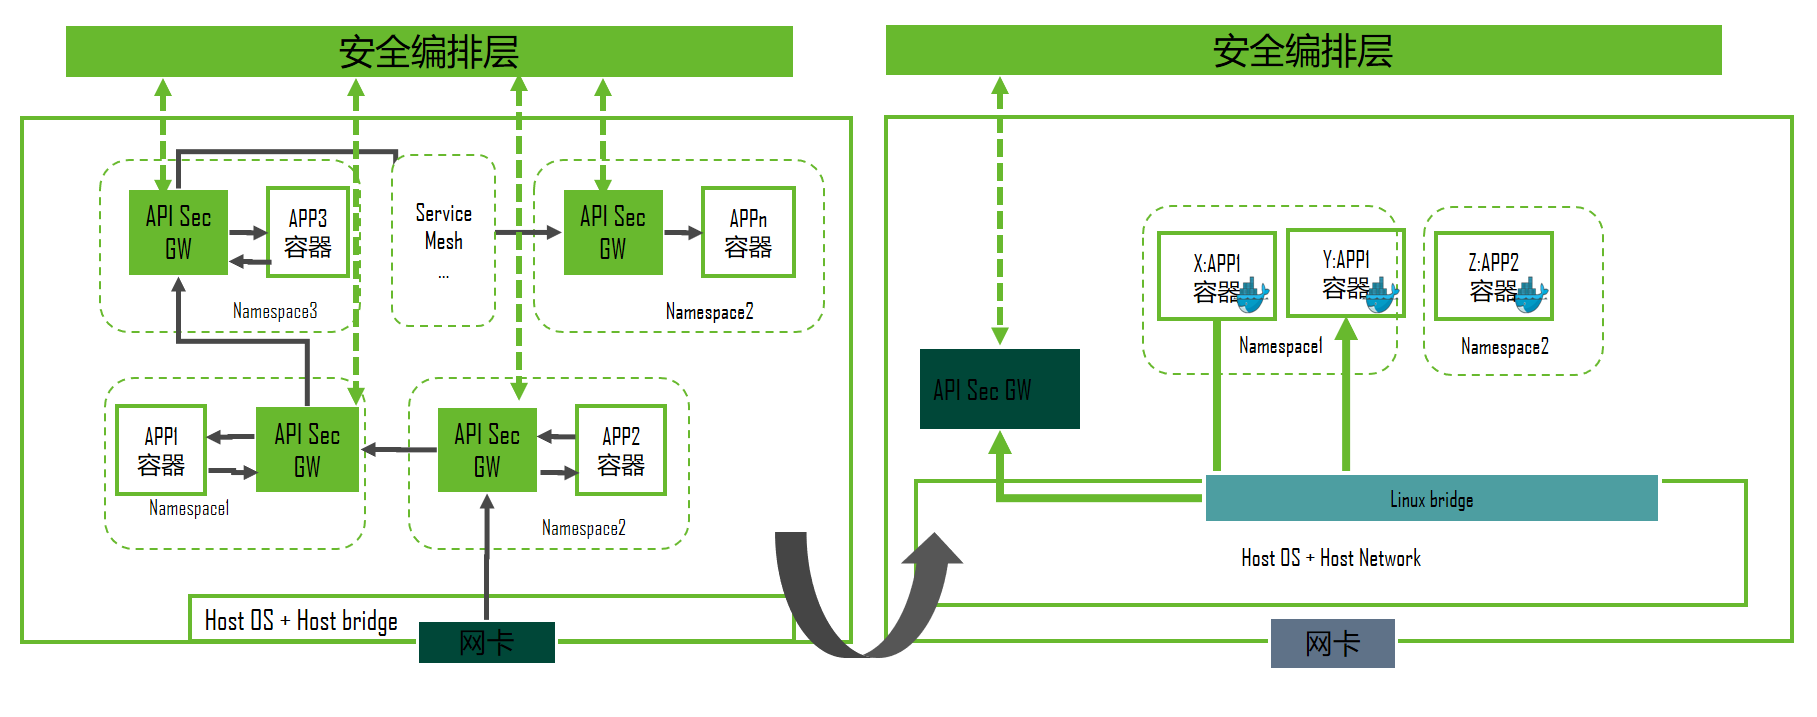 安全编排层
API Sec
GW
APP3
容器
Namespace3
Service
Mesh
...
API Sec
GW
APPn
容器
Namespace2
APP1
容器
API Sec
GW
Namespace1
API Sec
GW
APP2
容器
Namespace2
Host OS + Host bridge
网卡
安全编排层
API Sec GW
X:APP1
容器
Y:APP1
容器
Namespace1
Z:APP2
容器
Namespace2
Linux bridge
Host OS + Host Network
网卡